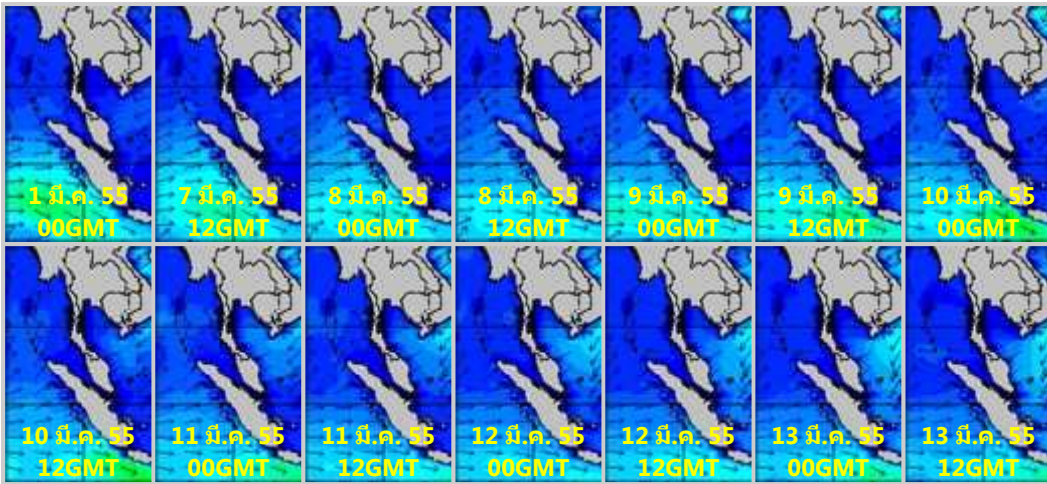 1 มี.ค. 55
00GMT
7 มี.ค. 55
12GMT
8 มี.ค. 55
00GMT
8 มี.ค. 55
12GMT
9 มี.ค. 55
00GMT
9 มี.ค. 55
12GMT
10 มี.ค. 55
00GMT
10 มี.ค. 55
12GMT
11 มี.ค. 55
00GMT
11 มี.ค. 55
12GMT
12 มี.ค. 55
00GMT
12 มี.ค. 55
12GMT
13 มี.ค. 55
00GMT
13 มี.ค. 55
12GMT